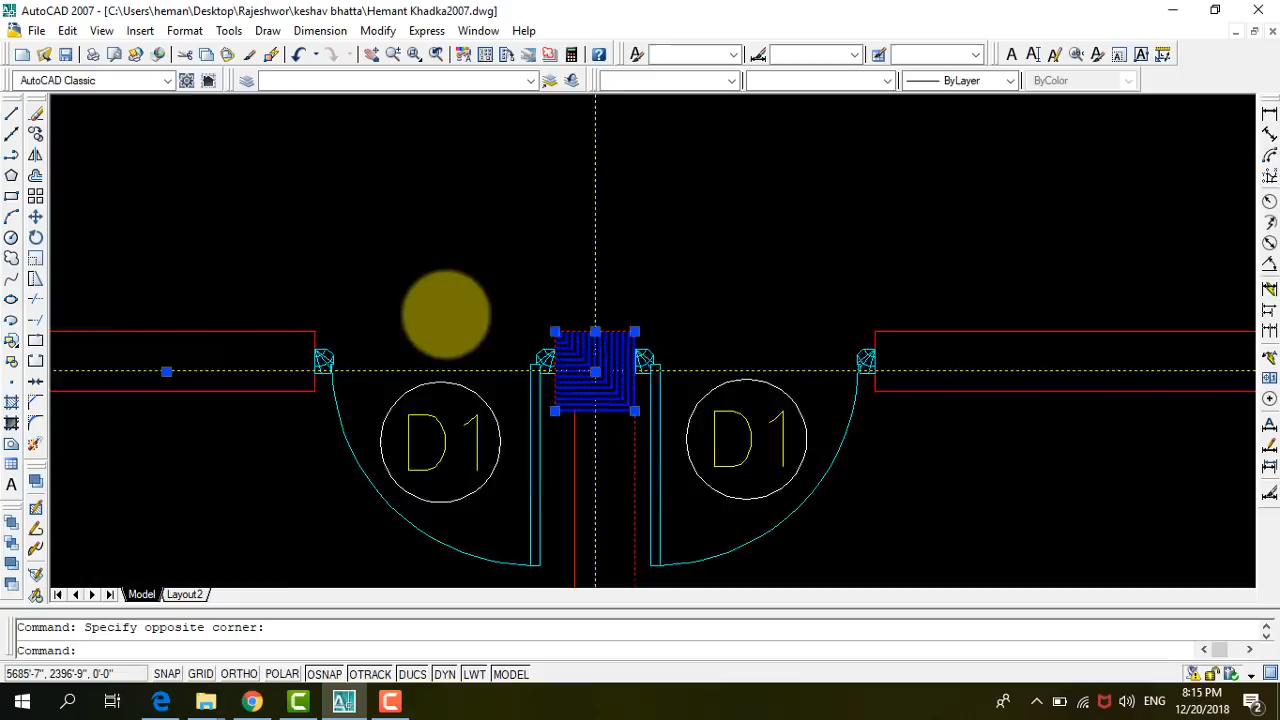 AutoCAD 2007 - [C:\Users\heman\Desktop\Rajeshwor\keshav bhatta\Hemant Khadka2007.dwg]
File Edit View Insert Format Tools Draw Dimension Modify Express Window Help
AutoCAD Classic
ByLayer
ByColor
D1
D1
Model
Layout2
Command: Specify opposite corner:
Command:
5685'-7", 2396'-9", 0'-0"
SNAP GRID ORTHO POLAR OSNAP OTRACK DUCS DYN LWT MODEL
ENG
8:15 PM
12/20/2018
2